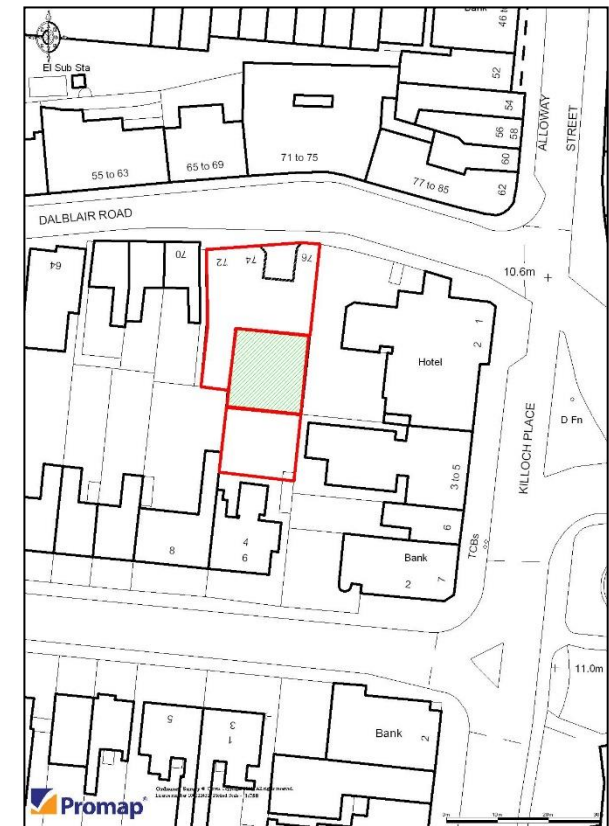 Bank
46 to
El Sub Sta
52
54
56
58
60
62
ALLOWAY
STREET
55 to 63
65 to 69
71 to 75
77 to 85
DALBLAIR ROAD
64
70
72
74
76
10.6m
1
2
Hotel
D Fn
KILLOCH PLACE
3 to 5
6
TCBs
4
6
8
Bank
2
7
11.0m
5
3
1
Bank
2
Promap